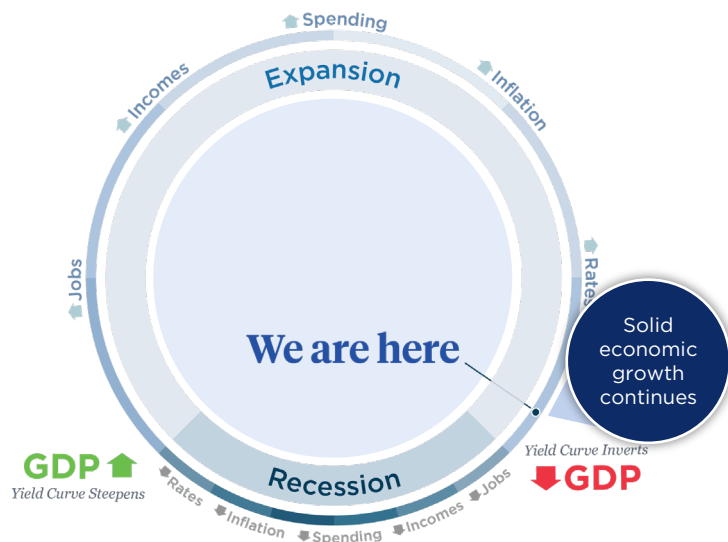 Spending
Expansion
Incomes
Inflation
Jobs
Rates
Solid
economic
growth
continues
We are here
GDP
Yield Curve Steepens
Recession
Yield Curve Inverts
GDP
Rates
Inflation
Spending
Incomes
Jobs